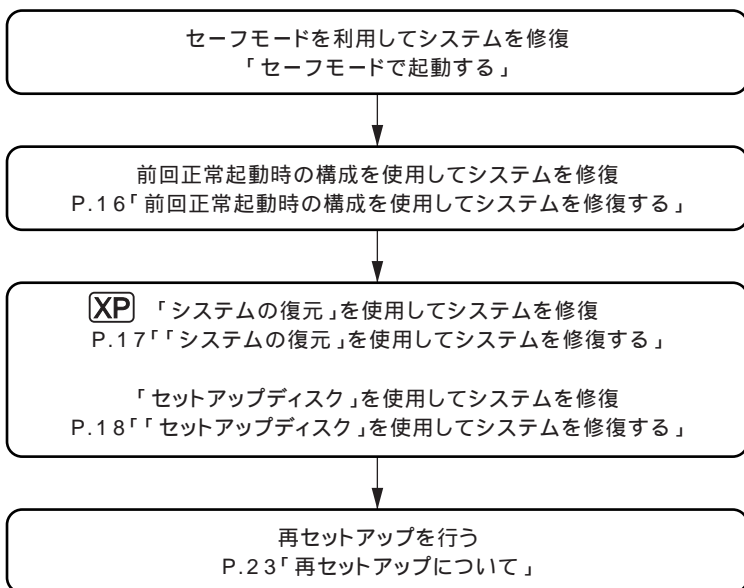 セーフモードを利用してシステムを修復
「セーフモードで起動する」
前回正常起動時の構成を使用してシステムを修復
P.16「前回正常起動時の構成を使用してシステムを修復する」
XP 「システムの復元」を使用してシステムを修復
P.17「「システムの復元」を使用してシステムを修復する」
「セットアップディスク」を使用してシステムを修復
P.18「「セットアップディスク」を使用してシステムを修復する」
再セットアップを行う
P.23「再セットアップについて」